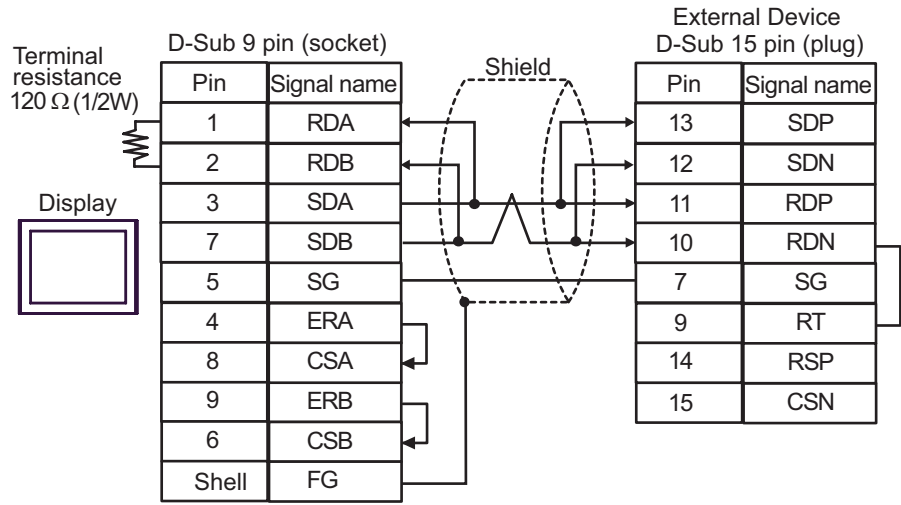 External Device
D-Sub 9 pin (socket)
D-Sub 15 pin (plug)
Terminal
resistance
120 Ω (1/2W)
Shield
Display
Pin Signal name
1 RDA
2 RDB
3 SDA
7 SDB
5 SG
4 ERA
8 CSA
9 ERB
6 CSB
Shell FG
Pin Signal name
13 SDP
12 SDN
11 RDP
10 RDN
7 SG
9 RT
14 RSP
15 CSN